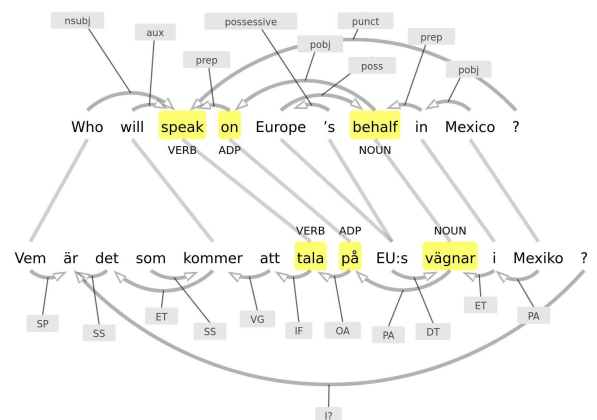 nsubj
aux
prep
possessive
pobj
punct
poss
prep
pobj
Who will speak on Europe 's behalf in Mexico ?
VERB ADP NOUN
VERB ADP NOUN
Vem är det som kommer att tala på EU:s vägnar i Mexiko ?
SP
SS
ET
SS
VG
IF
OA
PA
DT
ET
PA
I?